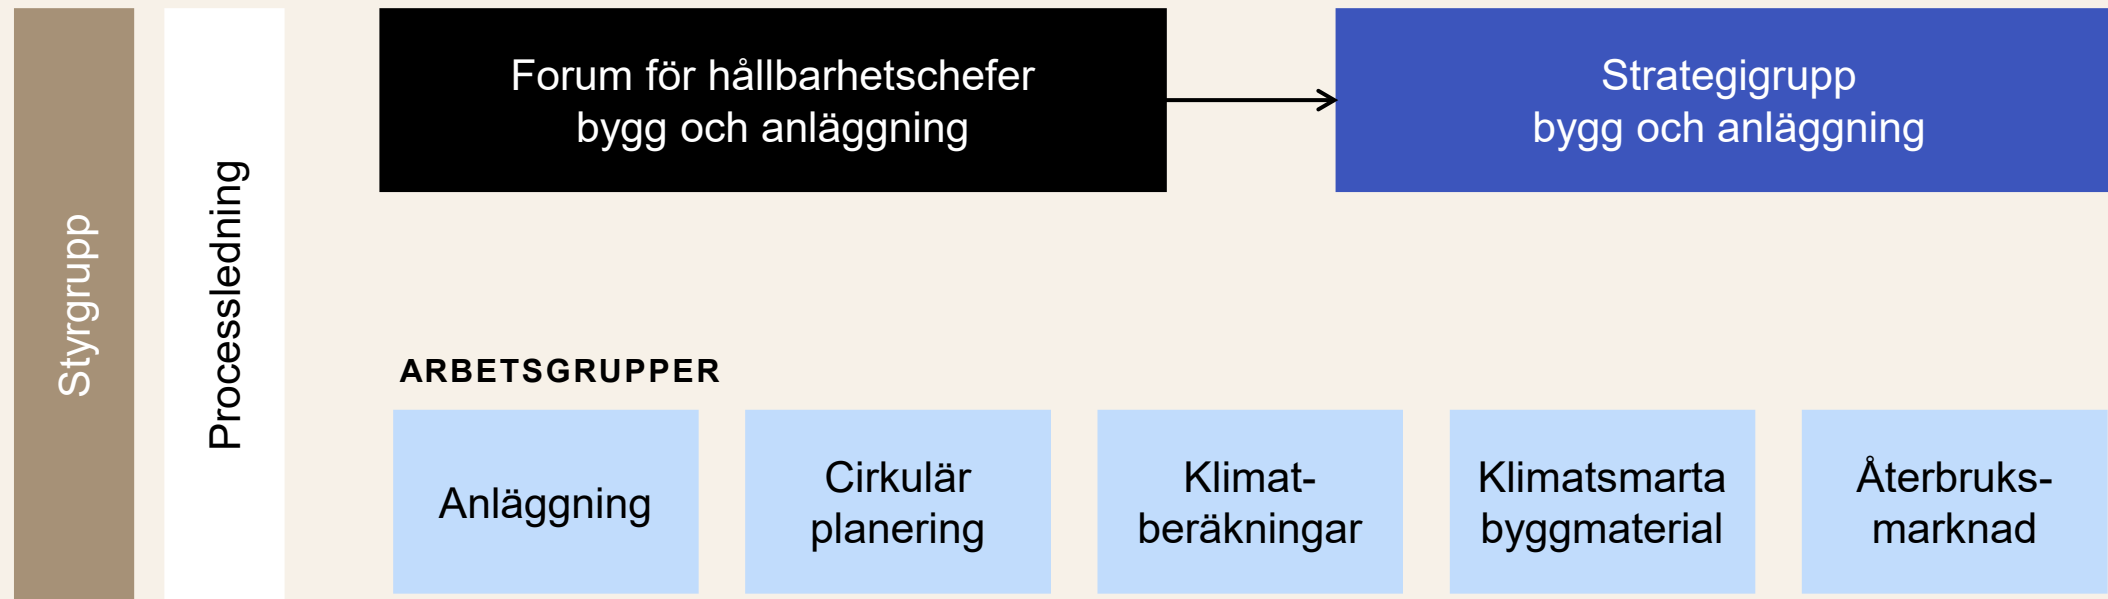 Styrgrupp
Processledning
Forum för hållbarhetschefer
bygg och anläggning
Strategigrupp
bygg och anläggning
ARBETSGRUPPER
Anläggning
Cirkulär
planering
Klimat-
beräkningar
Klimatsmarta
byggmaterial
Återbruks-
marknad